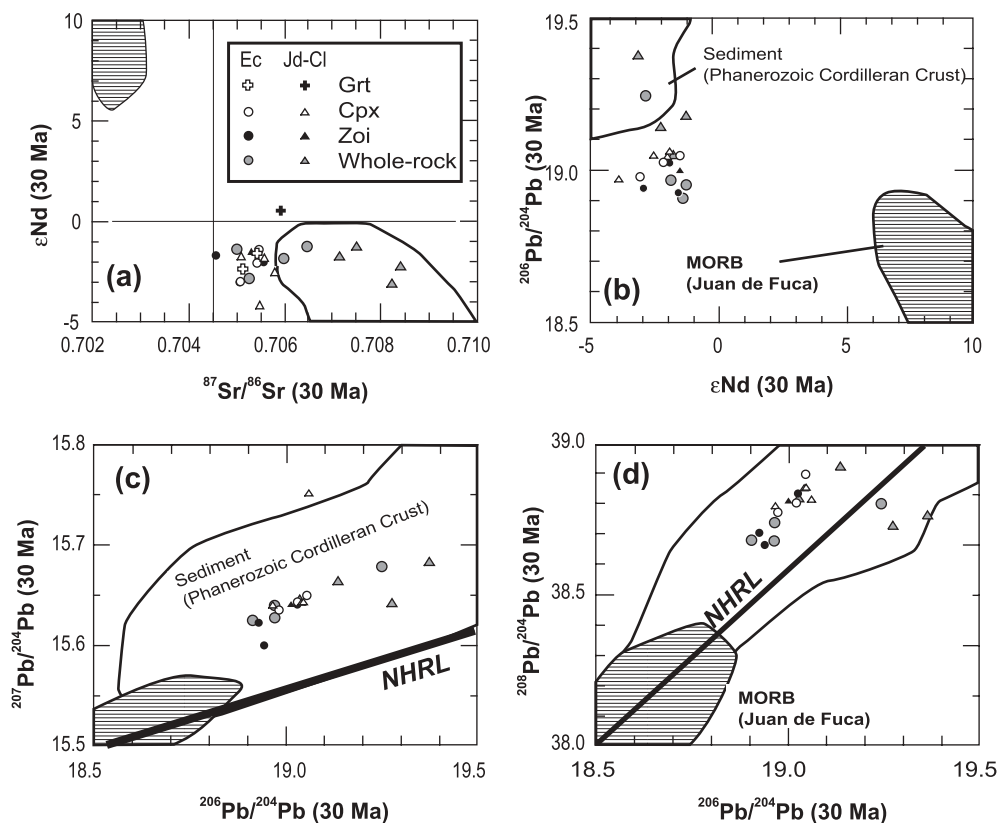 10
5
0
-5
0.702
0.704
0.706
0.708
0.710
εNd (30 Ma)
(a)
Ec Jd-Cl
Grt
Cpx
Zoi
Whole-rock
87Sr/86Sr (30 Ma)
19.5
19.0
18.5
-5
0
5
10
206Pb/204Pb (30 Ma)
Sediment
(Phanerozoic Cordilleran Crust)
MORB
(Juan de Fuca)
(b)
εNd (30 Ma)
15.8
15.7
15.6
15.5
18.5
19.0
19.5
207Pb/204Pb (30 Ma)
(c)
Sediment
(Phanerozoic Cordilleran Crust)
NHRL
206Pb/204Pb (30 Ma)
39.0
38.5
38.0
18.5
19.0
19.5
208Pb/204Pb (30 Ma)
(d)
NHRL
MORB
(Juan de Fuca)
206Pb/204Pb (30 Ma)